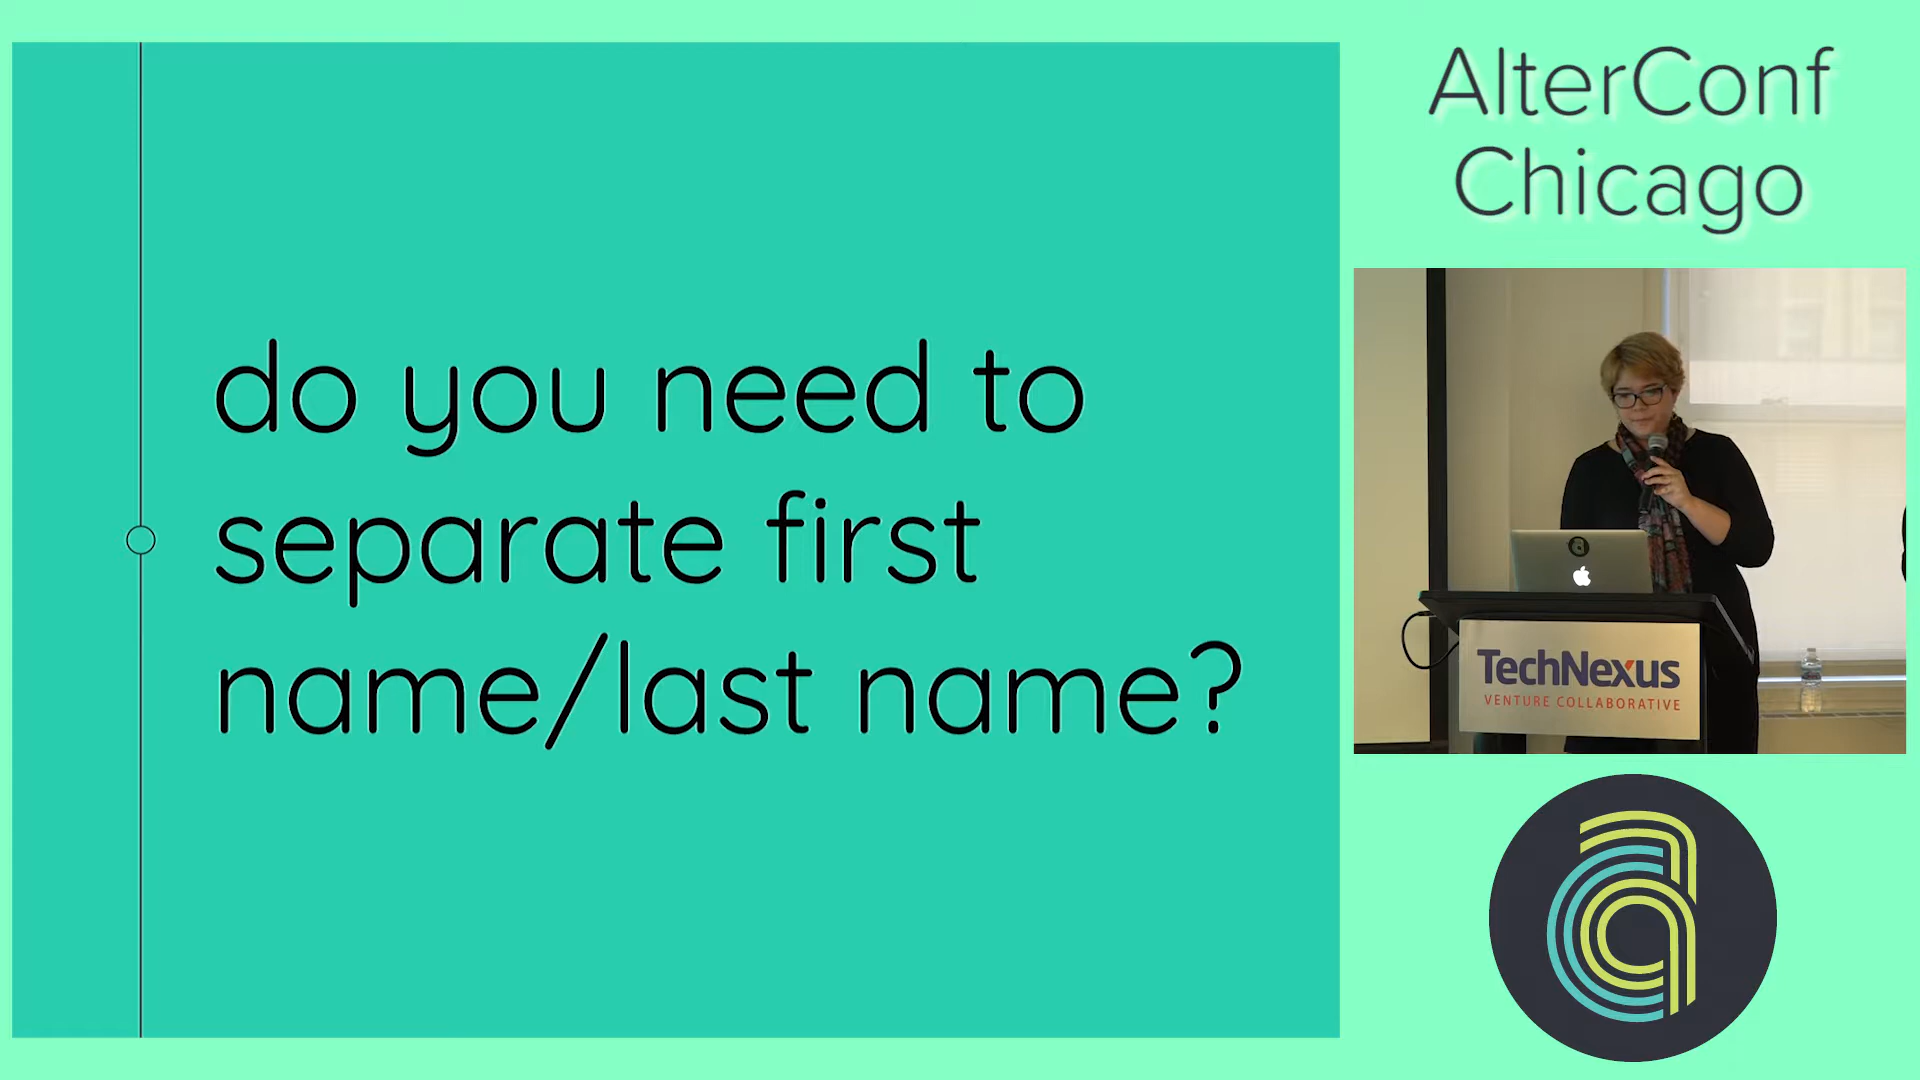 do you need to
separate first
name/last name?
AlterConf
Chicago
TechNexus
VENTURE COLLABORATIVE